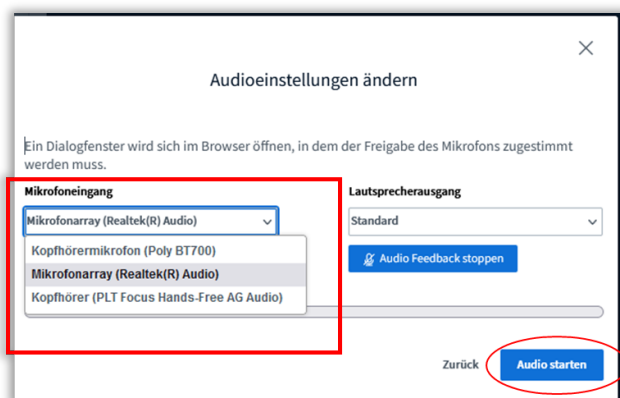 Audioeinstellungen ändern
Ein Dialogfenster wird sich im Browser öffnen, in dem der Freigabe des Mikrofons zugestimmt
werden muss.
Mikrofoneingang
Lautsprecherausgang
Mikrofonarray (Realtek(R) Audio)
Standard
Kopfhörermikrofon (Poly BT700)
Mikrofonarray (Realtek(R) Audio)
Kopfhörer (PLT Focus Hands-Free AG Audio)
Audio Feedback stoppen
Zurück
Audio starten